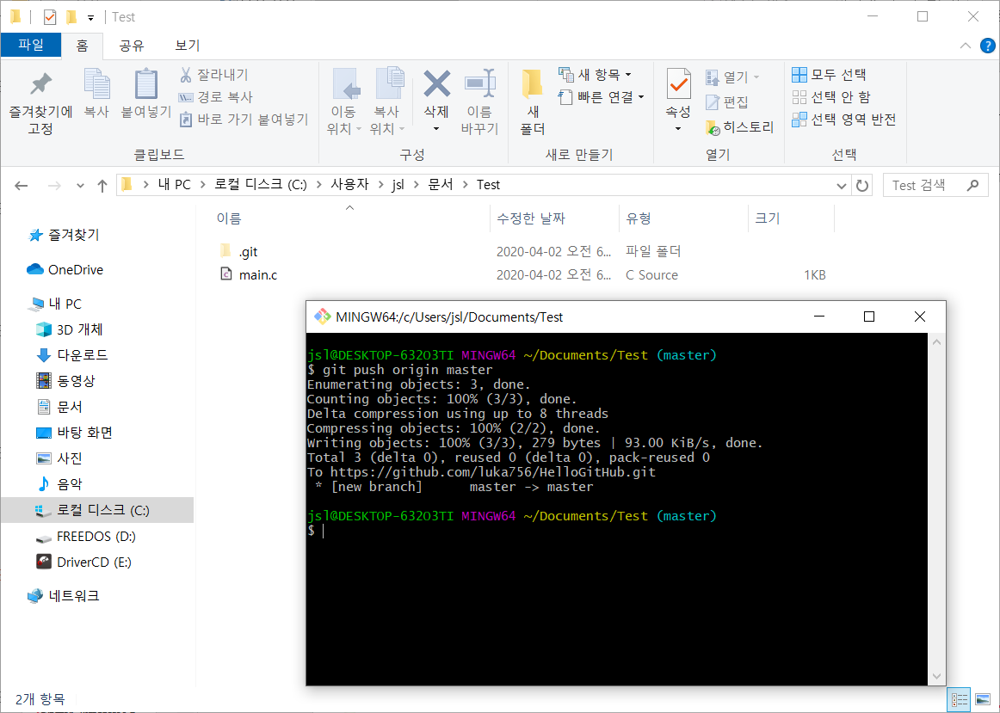 Test
파일 홈 공유 보기
즐겨찾기에 고정
복사
붙여넣기
잘라내기
경로 복사
바로 가기 붙여넣기
클립보드
이동 위치
복사 위치
삭제
이름 바꾸기
구성
새 폴더
새 항목
빠른 연결
새로 만들기
속성
열기
편집
히스토리
열기
모두 선택
선택 안 함
선택 영역 반전
선택
내 PC > 로컬 디스크 (C:) > 사용자 > jsl > 문서 > Test
Test 검색
이름 수정한 날짜 유형 크기
.git 2020-04-02 오전 6... 파일 폴더
main.c 2020-04-02 오전 6... C Source 1KB
즐겨찾기
OneDrive
내 PC
3D 개체
다운로드
동영상
문서
바탕 화면
사진
음악
로컬 디스크 (C:)
FREEDOS (D:)
DriverCD (E:)
네트워크
2개 항목
MINGW64:/c/Users/jsl/Documents/Test
jsl@DESKTOP-632O3TI MINGW64 ~/Documents/Test (master)
$ git push origin master
Enumerating objects: 3, done.
Counting objects: 100% (3/3), done.
Delta compression using up to 8 threads
Compressing objects: 100% (2/2), done.
Writing objects: 100% (3/3), 279 bytes | 93.00 KiB/s, done.
Total 3 (delta 0), reused 0 (delta 0), pack-reused 0
To https://github.com/luka756/HelloGitHub.git
 * [new branch]      master -> master
jsl@DESKTOP-632O3TI MINGW64 ~/Documents/Test (master)
$